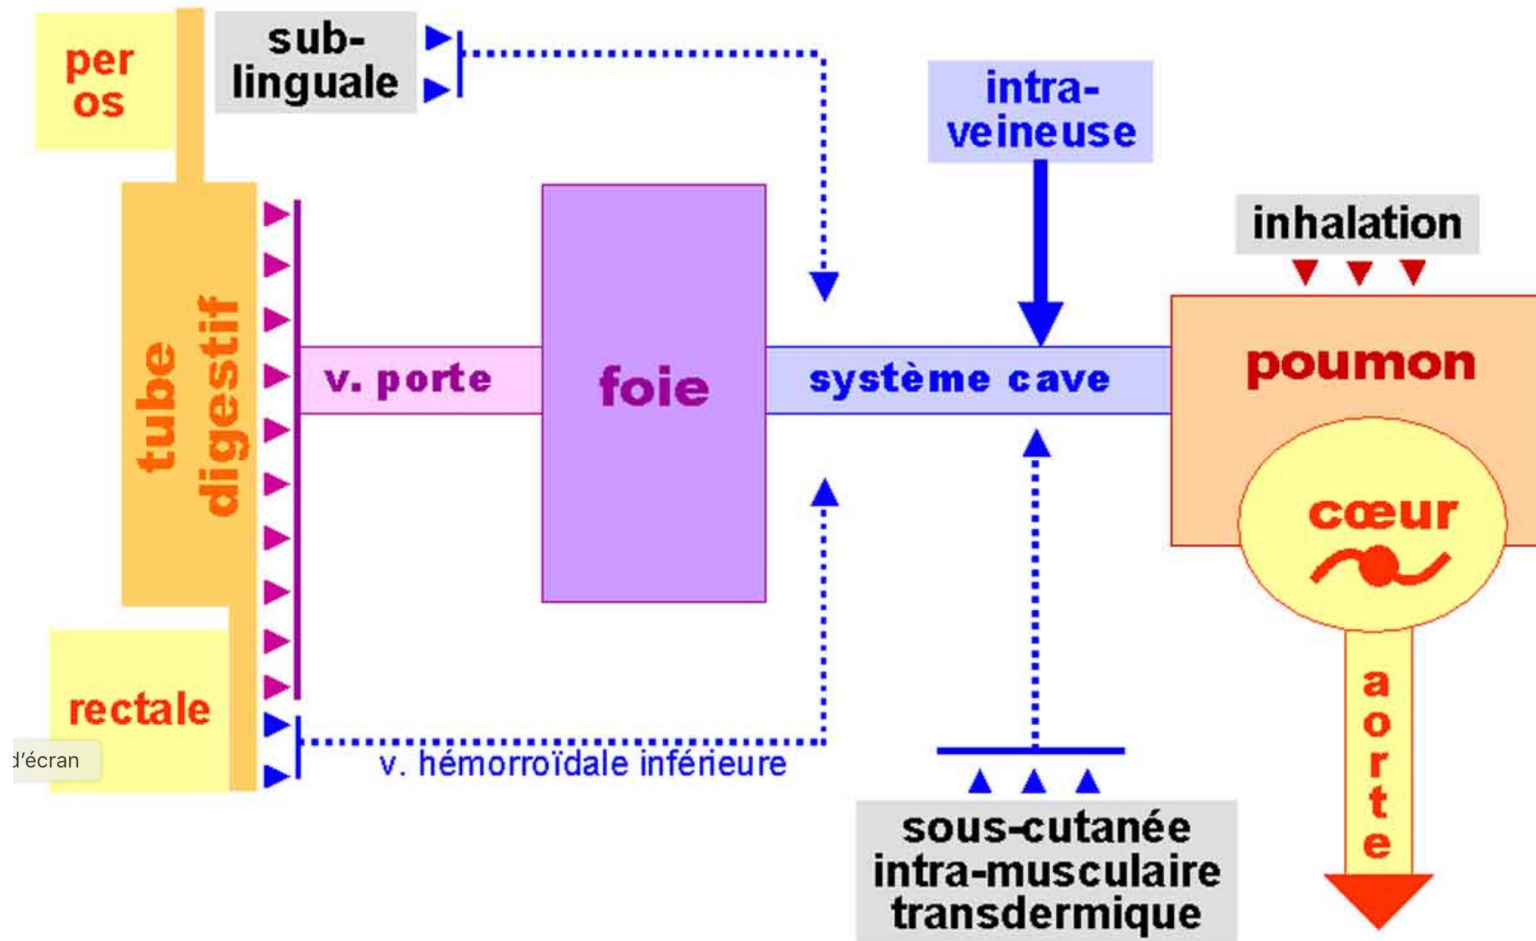 per
os
sub-
linguale
intra-
veineuse
inhalation
tube
digestif
v. porte
foie
système cave
poumon
cœur
rectale
d'écran
v. hémorroïdale inférieure
sous-cutanée
intra-musculaire
transdermique
aorte